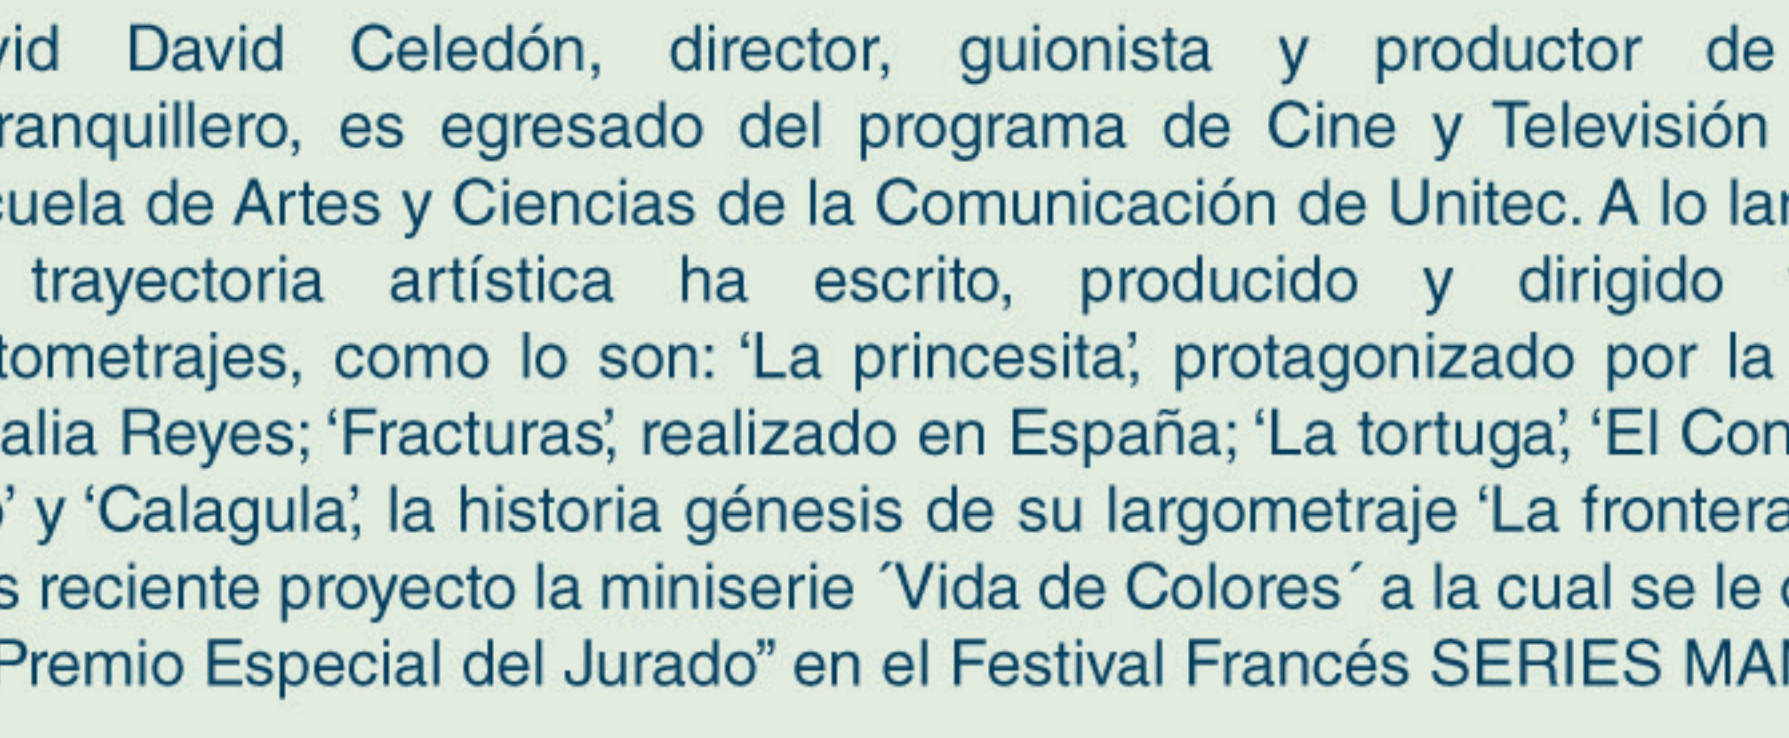 vid David Celedón, director, guionista y productor de
ranquillero, es egresado del programa de Cine y Televisión
cuela de Artes y Ciencias de la Comunicación de Unitec. A lo lar
trayectoria artística ha escrito, producido y dirigido
tometrajes, como lo son: ‘La princesita’, protagonizado por la
alia Reyes; ‘Fracturas’, realizado en España; ‘La tortuga’, ‘El Con
’ y ‘Calagula’, la historia génesis de su largometraje ‘La frontera
s reciente proyecto la miniserie ´Vida de Colores´ a la cual se le
Premio Especial del Jurado” en el Festival Francés SERIES MAN